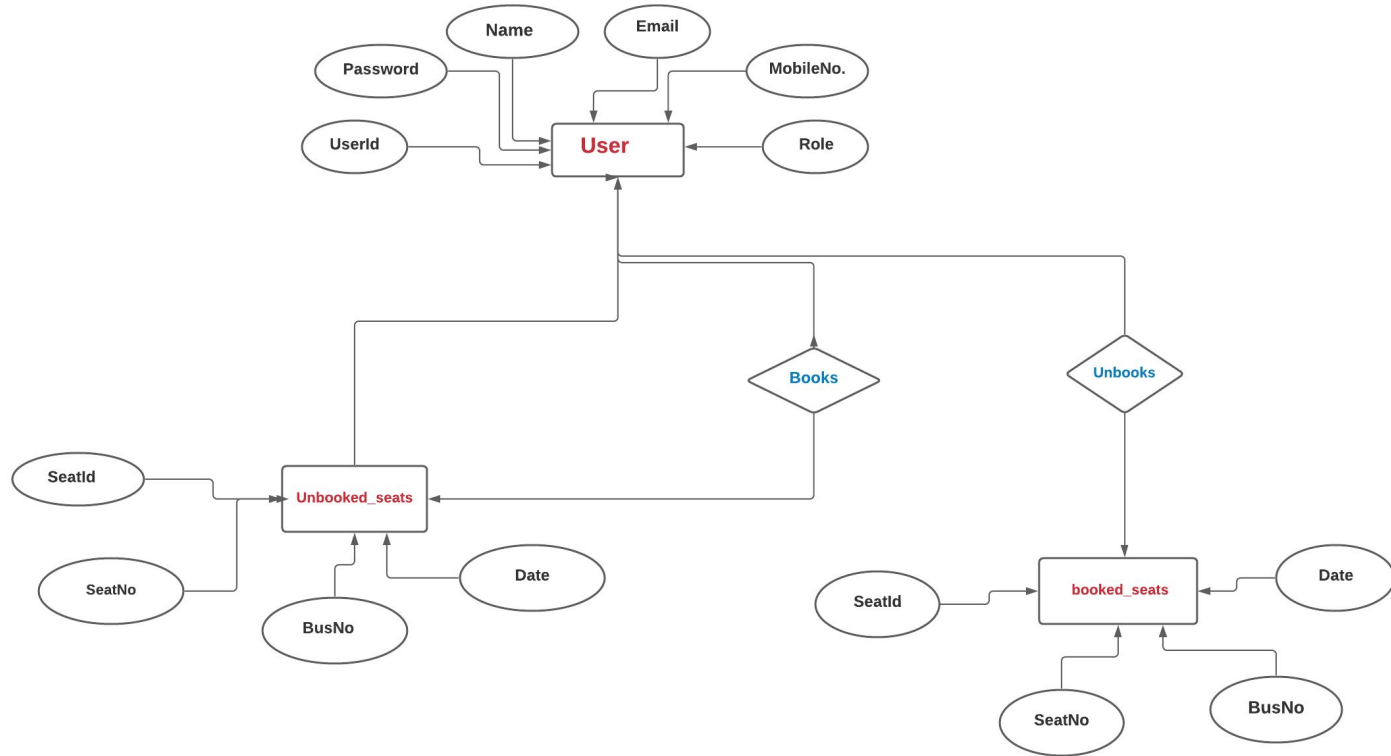 Name
Email
Password
MobileNo.
UserId
User
Role
Books
Unbooks
SeatId
Unbooked_seats
SeatNo
Date
BusNo
SeatId
booked_seats
Date
SeatNo
BusNo